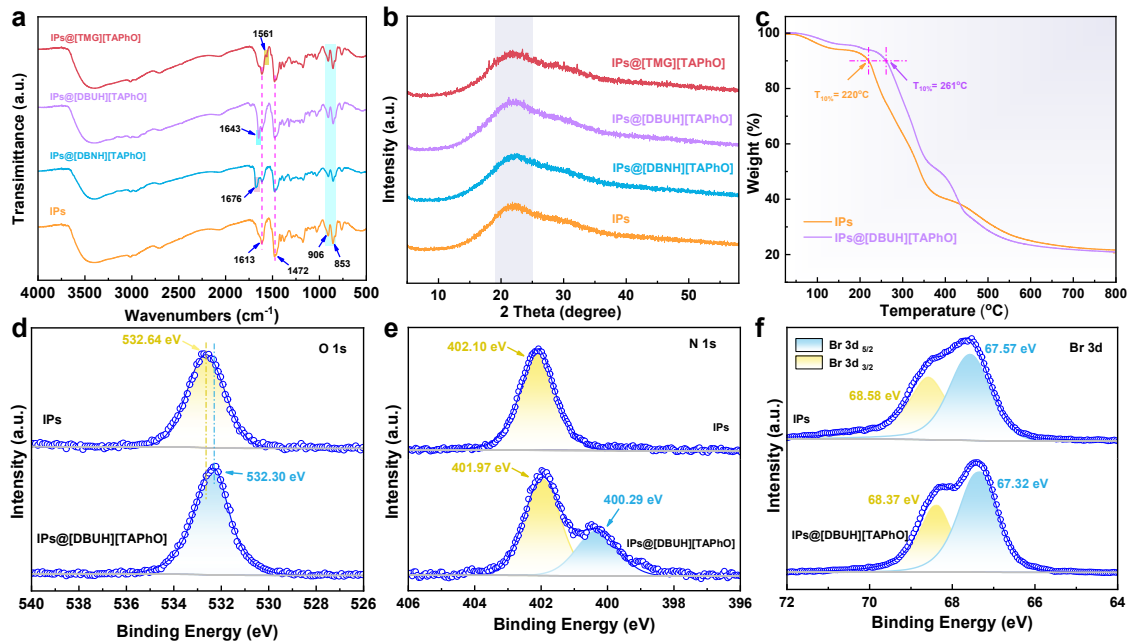 a
IPs@[TMG][TAPhO]
1561
IPs@[DBUH][TAPhO]
1643
IPs@[DBNH][TAPhO]
1676
IPs
1613
1472
906
853
Transmittance (a.u.)
4000 3500 3000 2500 2000 1500 1000 500
Wavenumbers (cm-1)
b
IPs@[TMG][TAPhO]
IPs@[DBUH][TAPhO]
IPs@[DBNH][TAPhO]
IPs
Intensity (a.u.)
10 20 30 40 50
2 Theta (degree)
c
100
80
60
40
20
T10%= 220°C
T10%= 261°C
IPs
IPs@[DBUH][TAPhO]
Weight (%)
0 100 200 300 400 500 600 700 800
Temperature (°C)
d
532.64 eV
O 1s
IPs
532.30 eV
IPs@[DBUH][TAPhO]
Intensity (a.u.)
540 538 536 534 532 530 528 526
Binding Energy (eV)
e
402.10 eV
N 1s
IPs
401.97 eV
400.29 eV
IPs@[DBUH][TAPhO]
Intensity (a.u.)
406 404 402 400 398 396
Binding Energy (eV)
f
Br 3d 5/2
Br 3d 3/2
Br 3d
67.57 eV
68.58 eV
IPs
67.32 eV
68.37 eV
IPs@[DBUH][TAPhO]
Intensity (a.u.)
72 70 68 66 64
Binding Energy (eV)